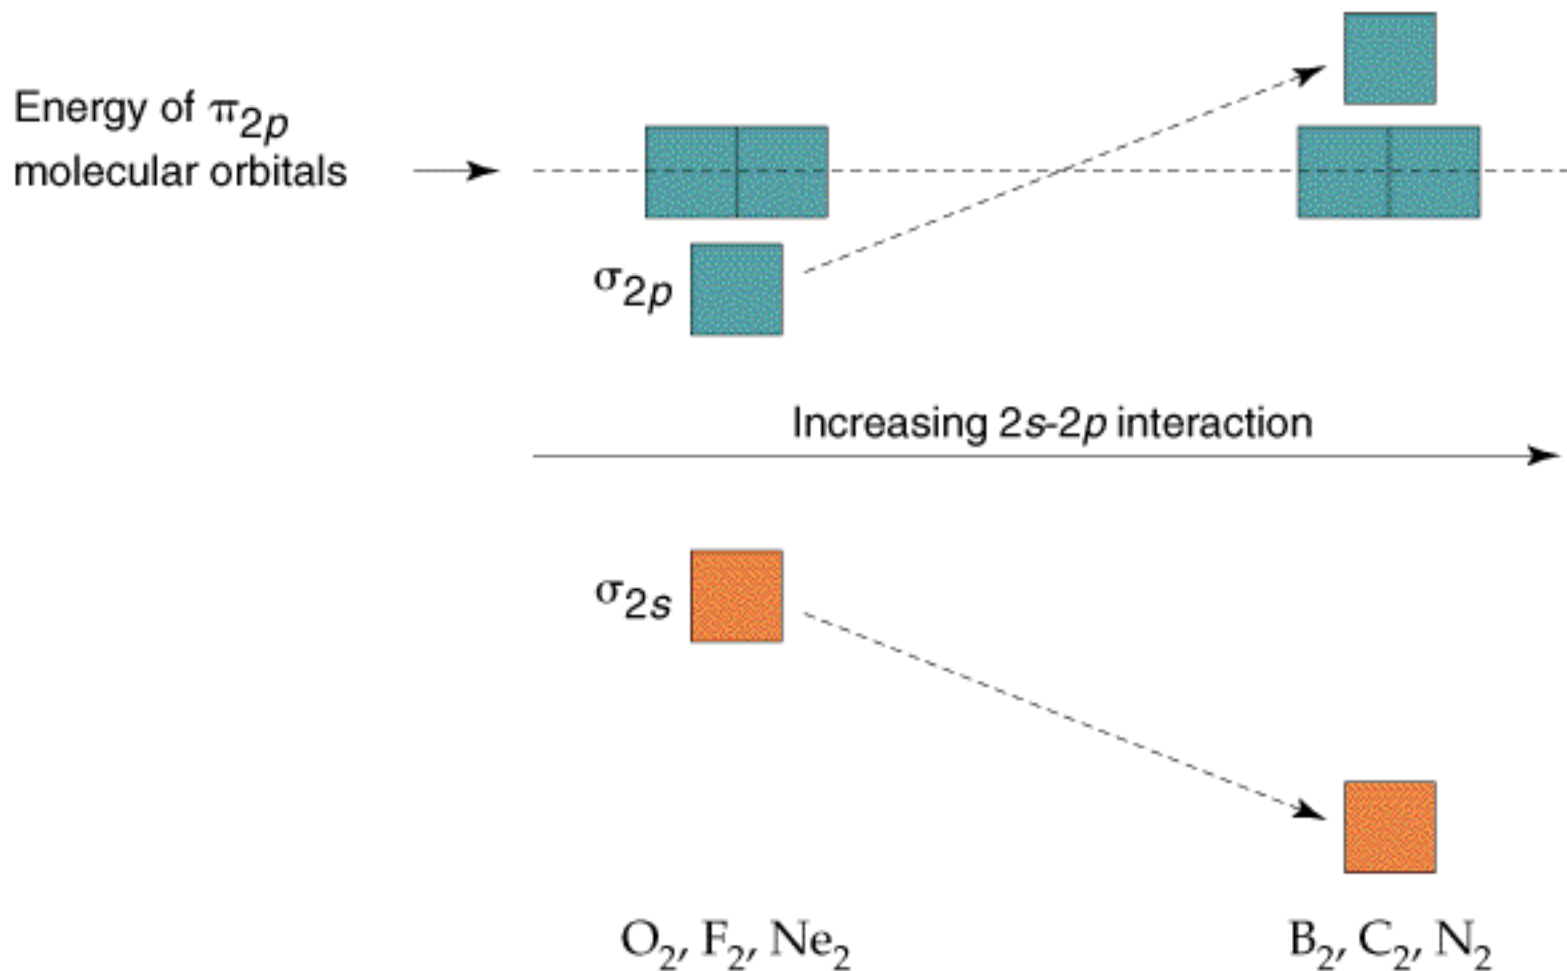 Energy of π₂ₚ
molecular orbitals
σ₂ₚ
Increasing 2s-2p interaction
σ₂ₛ
O₂, F₂, Ne₂
B₂, C₂, N₂